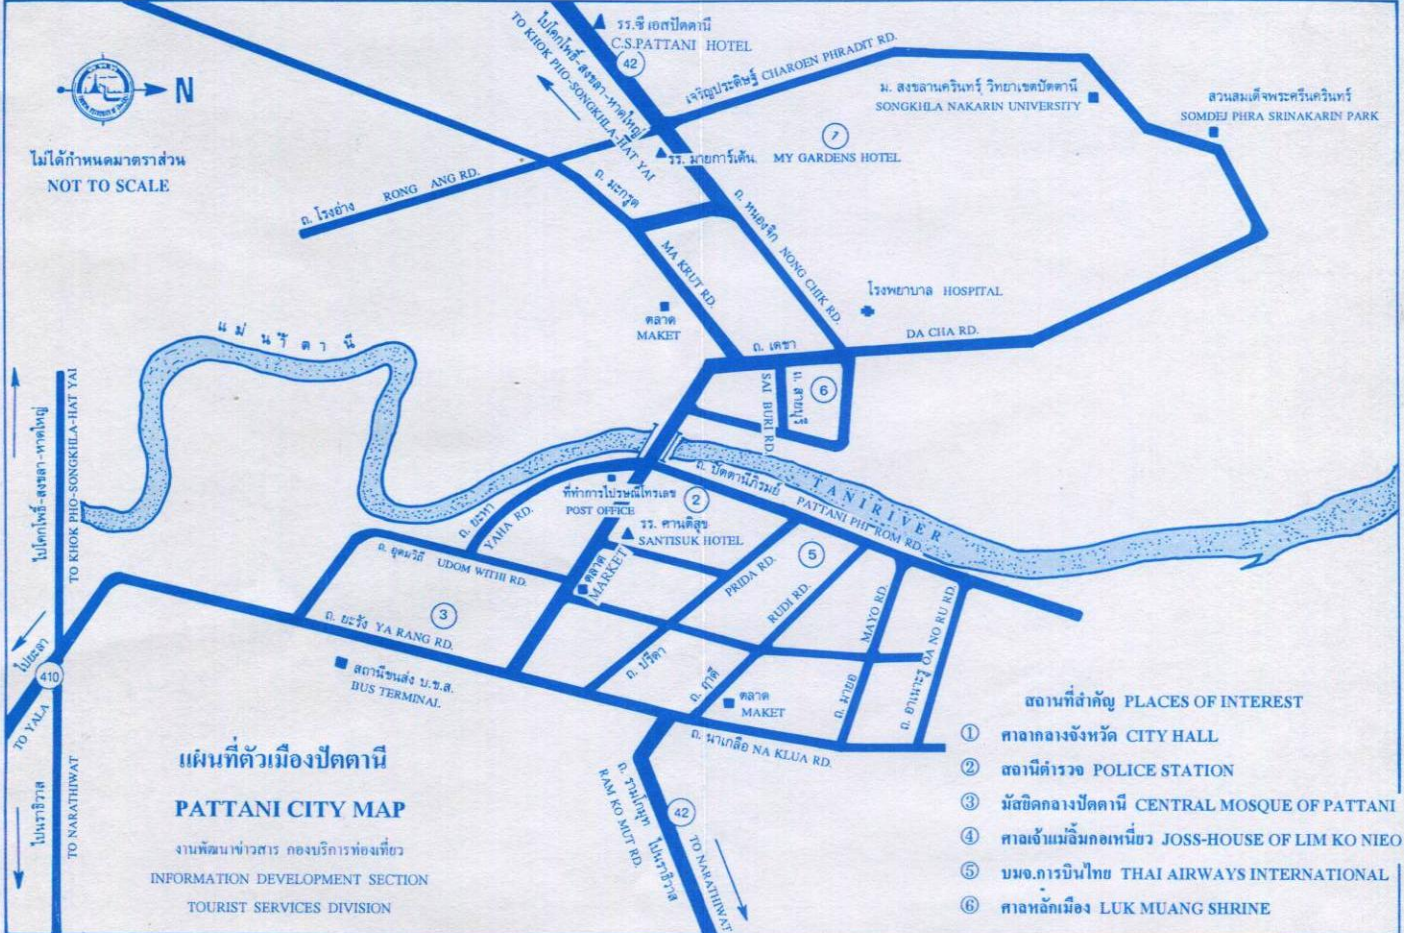 N
ไม่ได้กำหนดมาตราส่วน
NOT TO SCALE
ไปโคกโพธิ์-สงขลา-หาดใหญ่
TO KHOK PHO-SONGKHLA-HAT YAI
รร.ซีเอสปัตตานี
C.S.PATTANI HOTEL
42
เจริญประดิษฐ์ CHAROEN PHRADIT RD.
ม. สงขลานครินทร์ วิทยาเขตปัตตานี
SONGKHLA NAKARIN UNIVERSITY
สวนสมเด็จพระศรีนครินทร์
SOMDEJ PHRA SRINAKARIN PARK
7
รร. มายการ์เด้น. MY GARDENS HOTEL
ถ. โรงอ่าง RONG ANG RD.
ถ. มะกรูด
MA KRUT RD.
ถ. หนองจิก NONG CHIK RD.
โรงพยาบาล HOSPITAL
ตลาด
MAKET
ถ. เดชา
DA CHA RD.
SAI BURI RD.
ถ. สายบุรี
6
TANI RIVER
ไปโคกโพธิ์-สงขลา-หาดใหญ่
TO KHOK PHO-SONGKHLA-HAT YAI
ถ. ปัตตานีภิรมย์ PATTANI PHI ROM RD.
ที่ทำการไปรษณีย์โทรเลข
POST OFFICE
2
รร. ศานติสุข
SANTISUK HOTEL
ถ. ยะหา
YAHA RD.
ถ. อุดมวิถี UDOM WITHI RD.
ตลาด
MARKET
PRIDA RD.
5
RUDI RD.
MAYO RD.
ถ. อาเนาะรู OA NO RU RD.
3
ถ. ยะรัง YA RANG RD.
ถ. ปรีดา
ถ. ฤาดี
ถ. มายอ
สถานีขนส่ง บ.ข.ส.
BUS TERMINAL
ตลาด
MAKET
ถ. นาเกลือ NA KLUA RD.
ไปยะลา
410
TO YALA
ไปนราธิวาส
TO NARATHIWAT
ถ. รามโกมุท ไปนราธิวาส
RAM KO MUT RD.
42
TO NARATHIWAT
แผนที่ตัวเมืองปัตตานี
PATTANI CITY MAP
งานพัฒนาข่าวสาร กองบริการท่องเที่ยว
INFORMATION DEVELOPMENT SECTION
TOURIST SERVICES DIVISION
สถานที่สำคัญ PLACES OF INTEREST
① ศาลากลางจังหวัด CITY HALL
② สถานีตำรวจ POLICE STATION
③ มัสยิดกลางปัตตานี CENTRAL MOSQUE OF PATTANI
④ ศาลเจ้าแม่ลิ้มกอเหนี่ยว JOSS-HOUSE OF LIM KO NIEO
⑤ บมจ.การบินไทย THAI AIRWAYS INTERNATIONAL
⑥ ศาลหลักเมือง LUK MUANG SHRINE